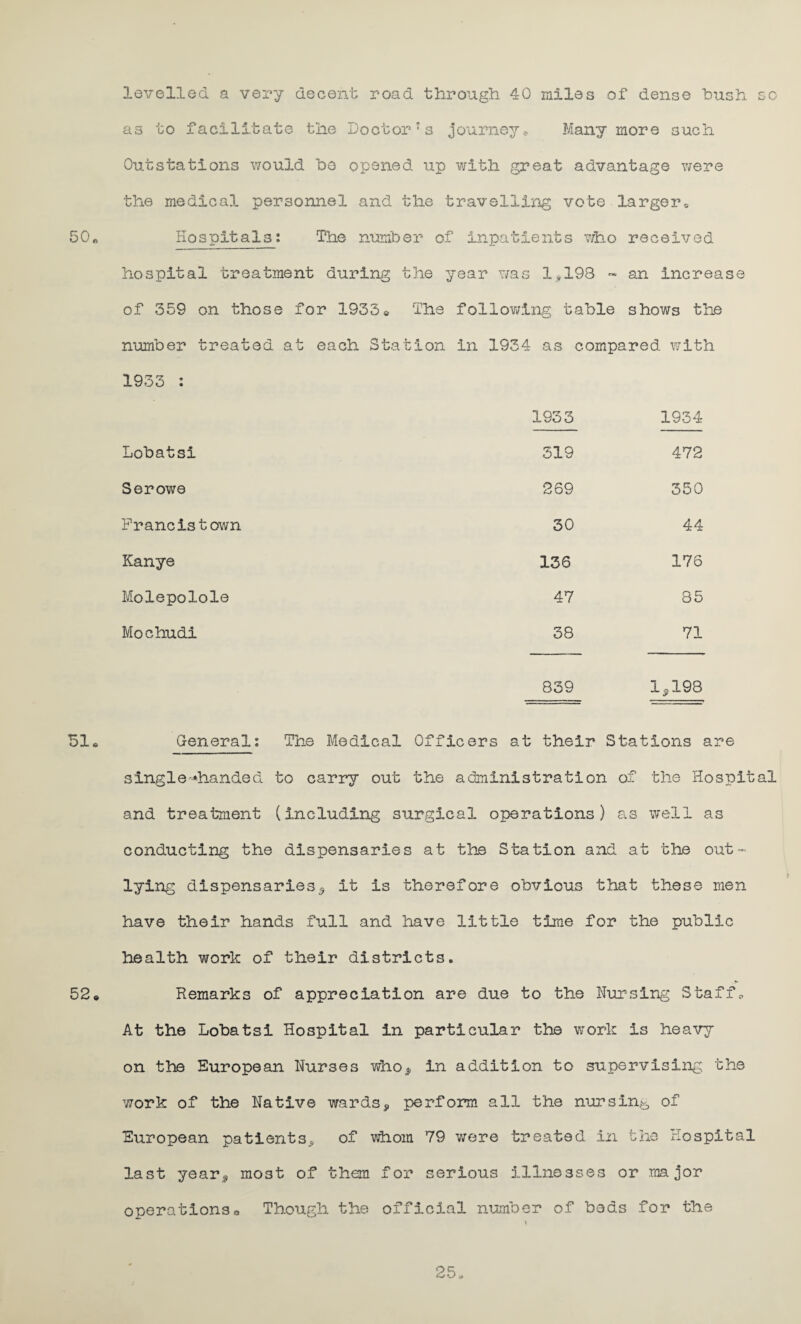 levelled a very decent road through 40 miles of dense bush so
as to facilitate the Doctor's journey. Many more such
Outstations would be opened up with great advantage were
the medical personnel and the travelling vote larger.
50. Hospitals: The number of inpatients who received
hospital treatment during the year was 1,198 - an increase
of 359 on those for 1933. The following table shows the
number treated at each Station in 1934 as compared with
1933 :
1933 1934
Lobatsi 319 472
Serowe 269 350
Francistown 30 44
Kanye 136 176
Molepolole 47 85
Mochudi 38 71
839 1,198
51. General: The Medical Officers at their Stations are
single-handed to carry out the administration of the Hospital
and treatment (including surgical operations) as well as
conducting the dispensaries at the Station and at the out-
lying dispensaries, it is therefore obvious that these men
have their hands full and have little time for the public
health work of their districts.
52. Remarks of appreciation are due to the Nursing Staff.
At the Lobatsi Hospital in particular the work is heavy
on the European Nurses who, in addition to supervising the
work of the Native wards, perform all the nursing of
European patients, of whom 79 were treated in the Hospital
last year, most of them for serious illnesses or major
operations. Though the official number of beds for the
25.